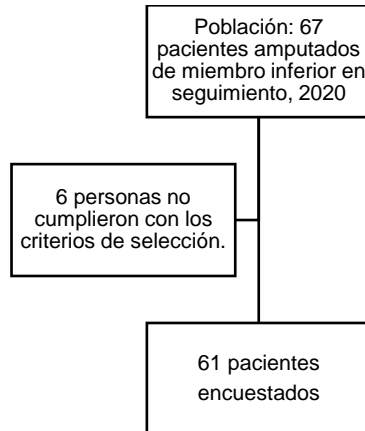 Población: 67
pacientes amputados
de miembro inferior en
seguimiento, 2020
6 personas no
cumplieron con los
criterios de selección.
61 pacientes
encuestados